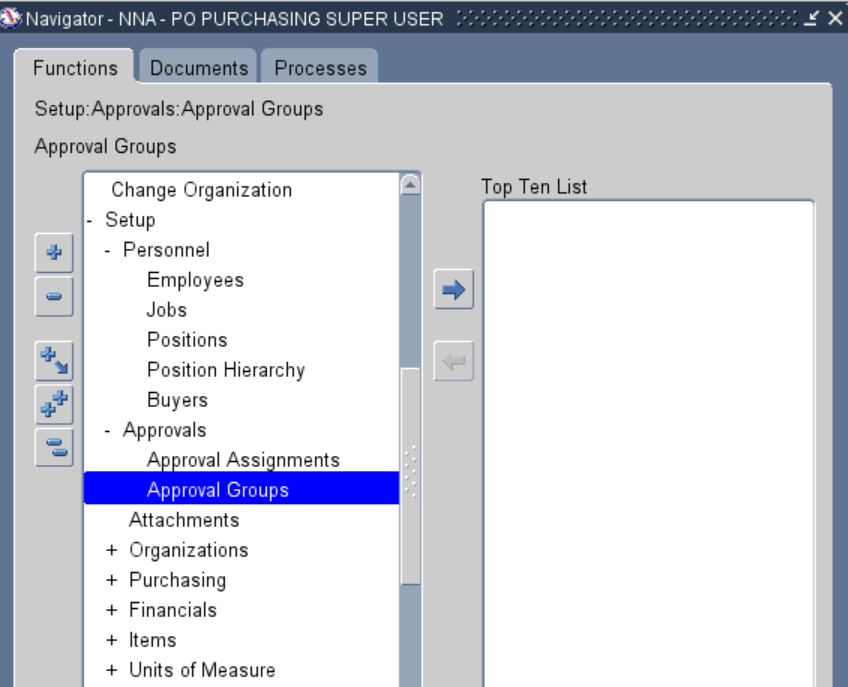 Navigator - NNA - PO PURCHASING SUPER USER
Functions Documents Processes
Setup:Approvals:Approval Groups
Approval Groups
Top Ten List
Change Organization
- Setup
- Personnel
Employees
Jobs
Positions
Position Hierarchy
Buyers
- Approvals
Approval Assignments
Approval Groups
Attachments
+ Organizations
+ Purchasing
+ Financials
+ Items
+ Units of Measure